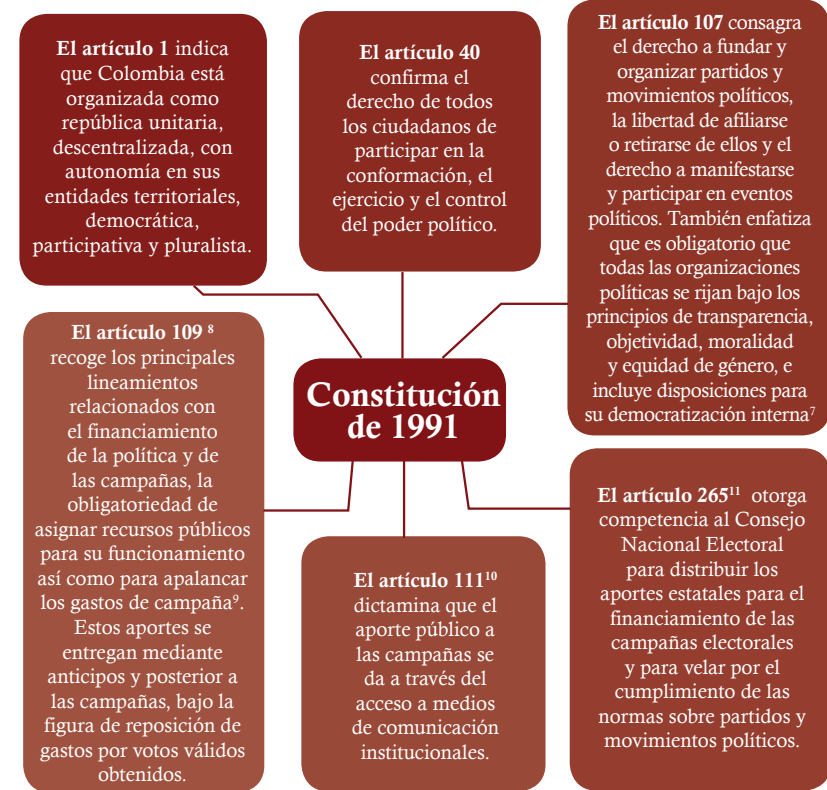 El artículo 1 indica
que Colombia está
organizada como
república unitaria,
descentralizada, con
autonomía en sus
entidades territoriales,
democrática,
participativa y pluralista.
El artículo 40
confirma el
derecho de todos
los ciudadanos de
participar en la
conformación, el
ejercicio y el control
del poder político.
El artículo 107 consagra
el derecho a fundar y
organizar partidos y
movimientos políticos,
la libertad de afiliarse
o retirarse de ellos y el
derecho a manifestarse
y participar en eventos
políticos. También enfatiza
que es obligatorio que
todas las organizaciones
políticas se rijan bajo los
principios de transparencia,
objetividad, moralidad
y equidad de género, e
incluye disposiciones para
su democratización interna⁷
Constitución
de 1991
El artículo 109 ⁸
recoge los principales
lineamientos
relacionados con
el financiamiento
de la política y de
las campañas, la
obligatoriedad de
asignar recursos públicos
para su funcionamiento
así como para apalancar
los gastos de campaña⁹.
Estos aportes se
entregan mediante
anticipos y posterior a
las campañas, bajo la
figura de reposición de
gastos por votos válidos
obtenidos.
El artículo 111¹⁰
dictamina que el
aporte público a
las campañas se
da a través del
acceso a medios
de comunicación
institucionales.
El artículo 265¹¹ otorga
competencia al Consejo
Nacional Electoral
para distribuir los
aportes estatales para el
financiamiento de las
campañas electorales
y para velar por el
cumplimiento de las
normas sobre partidos y
movimientos políticos.